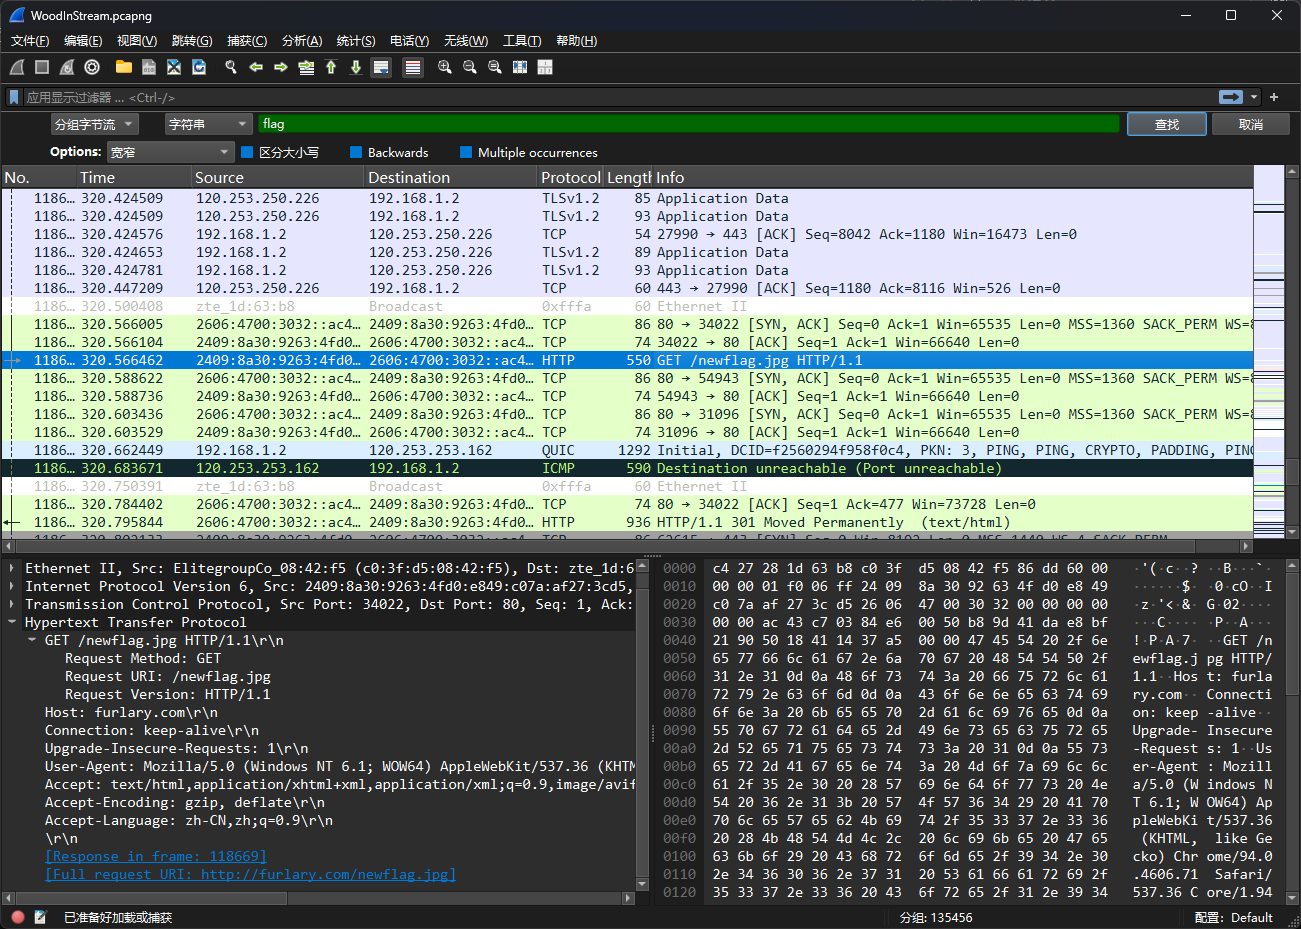 WoodInStream.pcapng
文件(F) 编辑(E) 视图(V) 跳转(G) 捕获(C) 分析(A) 统计(S) 电话(Y) 无线(W) 工具(T) 帮助(H)
应用显示过滤器 … <Ctrl-/>
分组字节流 字符串 flag 查找 取消
Options: 宽窄 区分大小写 Backwards Multiple occurrences
No. Time Source Destination Protocol Length Info
1186… 320.424509 120.253.250.226 192.168.1.2 TLSv1.2 85 Application Data
1186… 320.424509 120.253.250.226 192.168.1.2 TLSv1.2 93 Application Data
1186… 320.424576 192.168.1.2 120.253.250.226 TCP 54 27990 → 443 [ACK] Seq=8042 Ack=1180 Win=16473 Len=0
1186… 320.424653 192.168.1.2 120.253.250.226 TLSv1.2 89 Application Data
1186… 320.424781 192.168.1.2 120.253.250.226 TLSv1.2 93 Application Data
1186… 320.447209 120.253.250.226 192.168.1.2 TCP 60 443 → 27990 [ACK] Seq=1180 Ack=8116 Win=526 Len=0
1186… 320.500408 zte_1d:63:b8 Broadcast 0xfffa 60 Ethernet II
1186… 320.566005 2606:4700:3032::ac4… 2409:8a30:9263:4fd0… TCP 86 80 → 34022 [SYN, ACK] Seq=0 Ack=1 Win=65535 Len=0 MSS=1360 SACK_PERM WS=8
1186… 320.566104 2409:8a30:9263:4fd0… 2606:4700:3032::ac4… TCP 74 34022 → 80 [ACK] Seq=1 Ack=1 Win=66640 Len=0
1186… 320.566462 2409:8a30:9263:4fd0… 2606:4700:3032::ac4… HTTP 550 GET /newflag.jpg HTTP/1.1
1186… 320.588622 2606:4700:3032::ac4… 2409:8a30:9263:4fd0… TCP 86 80 → 54943 [SYN, ACK] Seq=0 Ack=1 Win=65535 Len=0 MSS=1360 SACK_PERM WS=8
1186… 320.588736 2409:8a30:9263:4fd0… 2606:4700:3032::ac4… TCP 74 54943 → 80 [ACK] Seq=1 Ack=1 Win=66640 Len=0
1186… 320.603436 2606:4700:3032::ac4… 2409:8a30:9263:4fd0… TCP 86 80 → 31096 [SYN, ACK] Seq=0 Ack=1 Win=65535 Len=0 MSS=1360 SACK_PERM WS=8
1186… 320.603529 2409:8a30:9263:4fd0… 2606:4700:3032::ac4… TCP 74 31096 → 80 [ACK] Seq=1 Ack=1 Win=66640 Len=0
1186… 320.662449 192.168.1.2 120.253.253.162 QUIC 1292 Initial, DCID=f2560294f958f0c4, PKN: 3, PING, PING, CRYPTO, PADDING, PING
1186… 320.683671 120.253.253.162 192.168.1.2 ICMP 590 Destination unreachable (Port unreachable)
1186… 320.750391 zte_1d:63:b8 Broadcast 0xfffa 60 Ethernet II
1186… 320.784402 2606:4700:3032::ac4… 2409:8a30:9263:4fd0… TCP 74 80 → 34022 [ACK] Seq=1 Ack=477 Win=73728 Len=0
1186… 320.795844 2606:4700:3032::ac4… 2409:8a30:9263:4fd0… HTTP 936 HTTP/1.1 301 Moved Permanently (text/html)
Ethernet II, Src: ElitegroupCo_08:42:f5 (c0:3f:d5:08:42:f5), Dst: zte_1d:6
Internet Protocol Version 6, Src: 2409:8a30:9263:4fd0:e849:c07a:af27:3cd5,
Transmission Control Protocol, Src Port: 34022, Dst Port: 80, Seq: 1, Ack:
Hypertext Transfer Protocol
GET /newflag.jpg HTTP/1.1\r\n
Request Method: GET
Request URI: /newflag.jpg
Request Version: HTTP/1.1
Host: furlary.com\r\n
Connection: keep-alive\r\n
Upgrade-Insecure-Requests: 1\r\n
User-Agent: Mozilla/5.0 (Windows NT 6.1; WOW64) AppleWebKit/537.36 (KHTM
Accept: text/html,application/xhtml+xml,application/xml;q=0.9,image/avif
Accept-Encoding: gzip, deflate\r\n
Accept-Language: zh-CN,zh;q=0.9\r\n
\r\n
[Response in frame: 118669]
[Full request URI: http://furlary.com/newflag.jpg]
0000 c4 27 28 1d 63 b8 c0 3f d5 08 42 f5 86 dd 60 00 ·'(·c··? ··B···`·
0010 00 00 01 f0 06 ff 24 09 8a 30 92 63 4f d0 e8 49 ······$· ·0·cO··I
0020 c0 7a af 27 3c d5 26 06 47 00 30 32 00 00 00 00 ·z·'<·&· G·02····
0030 00 00 ac 43 c7 03 84 e6 00 50 b8 9d 41 da e8 bf ···C···· ·P··A···
0040 21 90 50 18 41 14 37 a5 00 00 47 45 54 20 2f 6e !·P·A·7· ··GET /n
0050 65 77 66 6c 61 67 2e 6a 70 67 20 48 54 54 50 2f ewflag.j pg HTTP/
0060 31 2e 31 0d 0a 48 6f 73 74 3a 20 66 75 72 6c 61 1.1··Hos t: furla
0070 72 79 2e 63 6f 6d 0d 0a 43 6f 6e 6e 65 63 74 69 ry.com·· Connecti
0080 6f 6e 3a 20 6b 65 65 70 2d 61 6c 69 76 65 0d 0a on: keep -alive··
0090 55 70 67 72 61 64 65 2d 49 6e 73 65 63 75 72 65 Upgrade- Insecure
00a0 2d 52 65 71 75 65 73 74 73 3a 20 31 0d 0a 55 73 -Request s: 1··Us
00b0 65 72 2d 41 67 65 6e 74 3a 20 4d 6f 7a 69 6c 6c er-Agent : Mozill
00c0 61 2f 35 2e 30 20 28 57 69 6e 64 6f 77 73 20 4e a/5.0 (W indows N
00d0 54 20 36 2e 31 3b 20 57 4f 57 36 34 29 20 41 70 T 6.1; W OW64) Ap
00e0 70 6c 65 57 65 62 4b 69 74 2f 35 33 37 2e 33 36 pleWebKi t/537.36
00f0 20 28 4b 48 54 4d 4c 2c 20 6c 69 6b 65 20 47 65 (KHTML, like Ge
0100 63 6b 6f 29 20 43 68 72 6f 6d 65 2f 39 34 2e 30 cko) Chr ome/94.0
0110 2e 34 36 30 36 2e 37 31 20 53 61 66 61 72 69 2f .4606.71 Safari/
0120 35 33 37 2e 33 36 20 43 6f 72 65 2f 31 2e 39 34 537.36 C ore/1.94
已准备好加载或捕获 分组: 135456 配置: Default